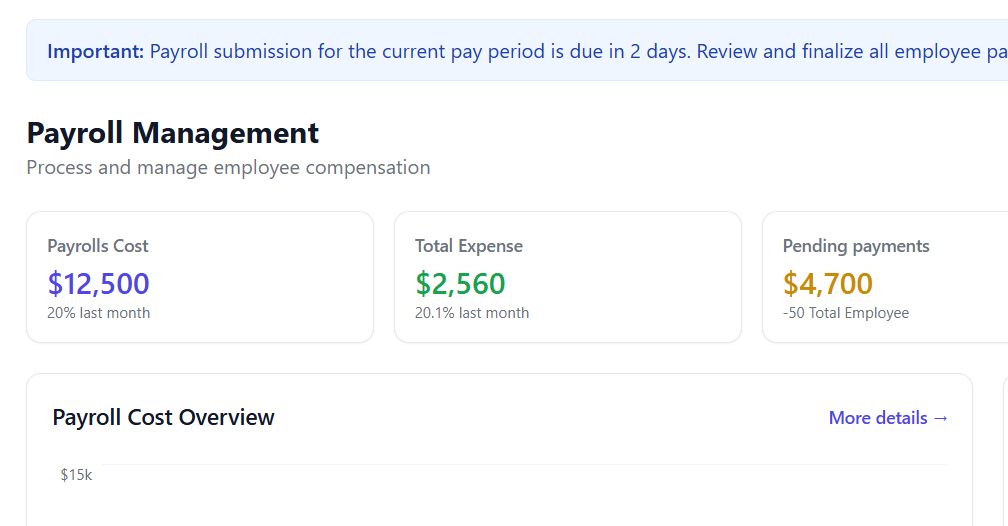 Important: Payroll submission for the current pay period is due in 2 days. Review and finalize all employee pa
Payroll Management
Process and manage employee compensation
Payrolls Cost
$12,500
20% last month
Total Expense
$2,560
20.1% last month
Pending payments
$4,700
-50 Total Employee
Payroll Cost Overview
More details →
$15k